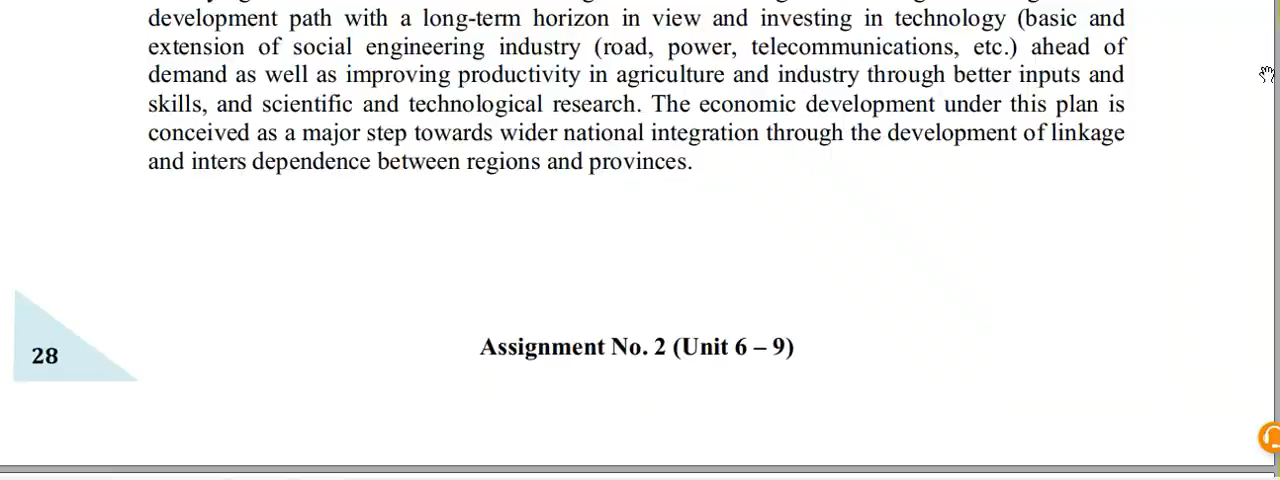 development path with a long-term horizon in view and investing in technology (basic and
extension of social engineering industry (road, power, telecommunications, etc.) ahead of
demand as well as improving productivity in agriculture and industry through better inputs and
skills, and scientific and technological research. The economic development under this plan is
conceived as a major step towards wider national integration through the development of linkage
and inters dependence between regions and provinces.
28
Assignment No. 2 (Unit 6 – 9)